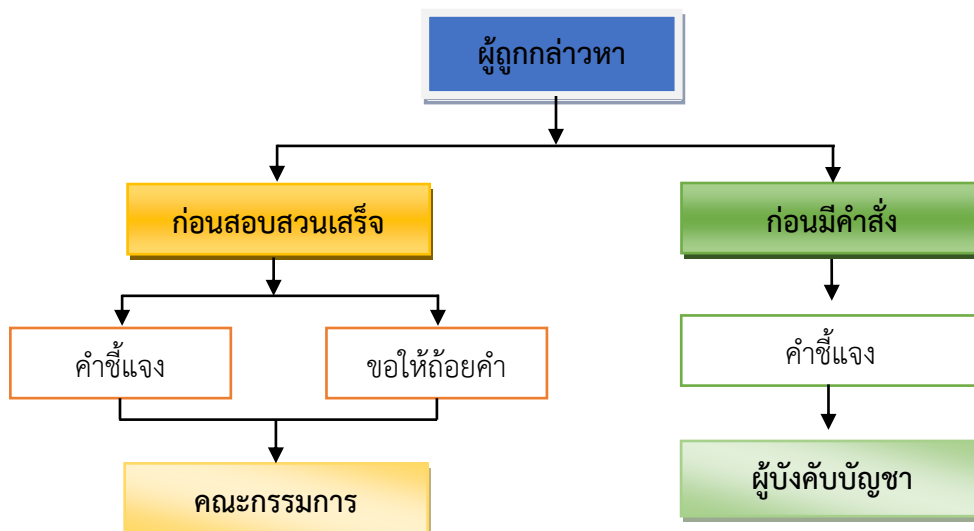 ผู้ถูกกล่าวหา
ก่อนสอบสวนเสร็จ
ก่อนมีคำสั่ง
คำชี้แจง
ขอให้ถ้อยคำ
คำชี้แจง
คณะกรรมการ
ผู้บังคับบัญชา